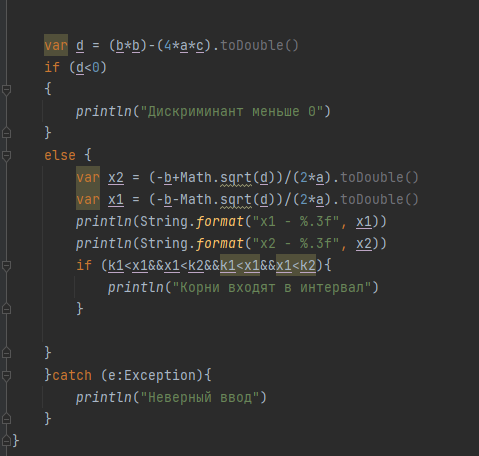 var d = (b*b)-(4*a*c).toDouble()
if (d<0)
{
println("Дискриминант меньше 0")
}
else {
var x2 = (-b+Math.sqrt(d))/(2*a).toDouble()
var x1 = (-b-Math.sqrt(d))/(2*a).toDouble()
println(String.format("x1 - %.3f", x1))
println(String.format("x2 - %.3f", x2))
if (k1<x1&&x1<k2&&k1<x1&&x1<k2){
println("Корни входят в интервал")
}
}
}catch (e:Exception){
println("Неверный ввод")
}
}